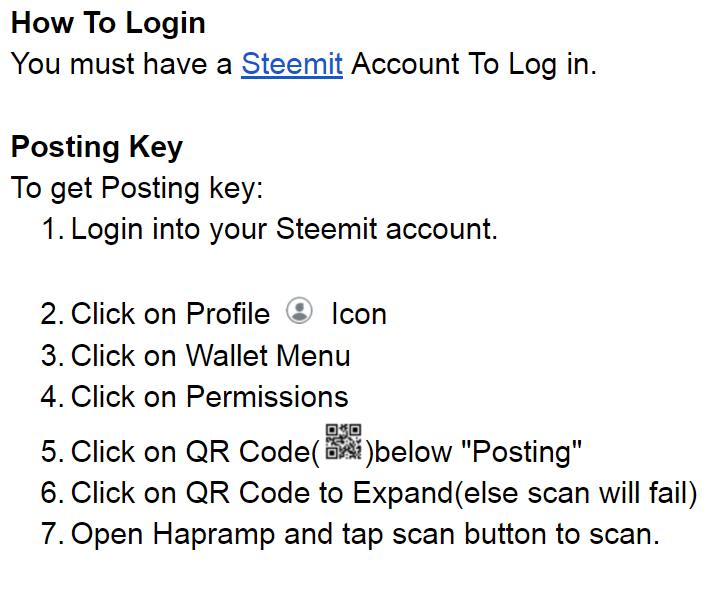 How To Login
You must have a Steemit Account To Log in.
Posting Key
To get Posting key:
1. Login into your Steemit account.
2. Click on Profile Icon
3. Click on Wallet Menu
4. Click on Permissions
5. Click on QR Code( )below "Posting"
6. Click on QR Code to Expand(else scan will fail)
7. Open Hapramp and tap scan button to scan.